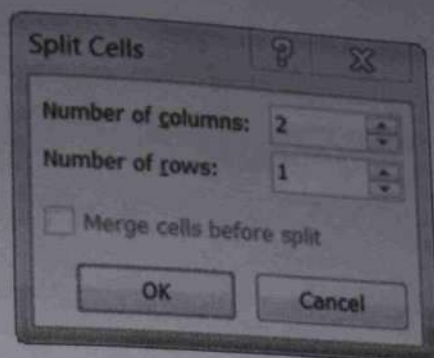 Split Cells
Number of columns: 2
Number of rows: 1
Merge cells before split
OK Cancel